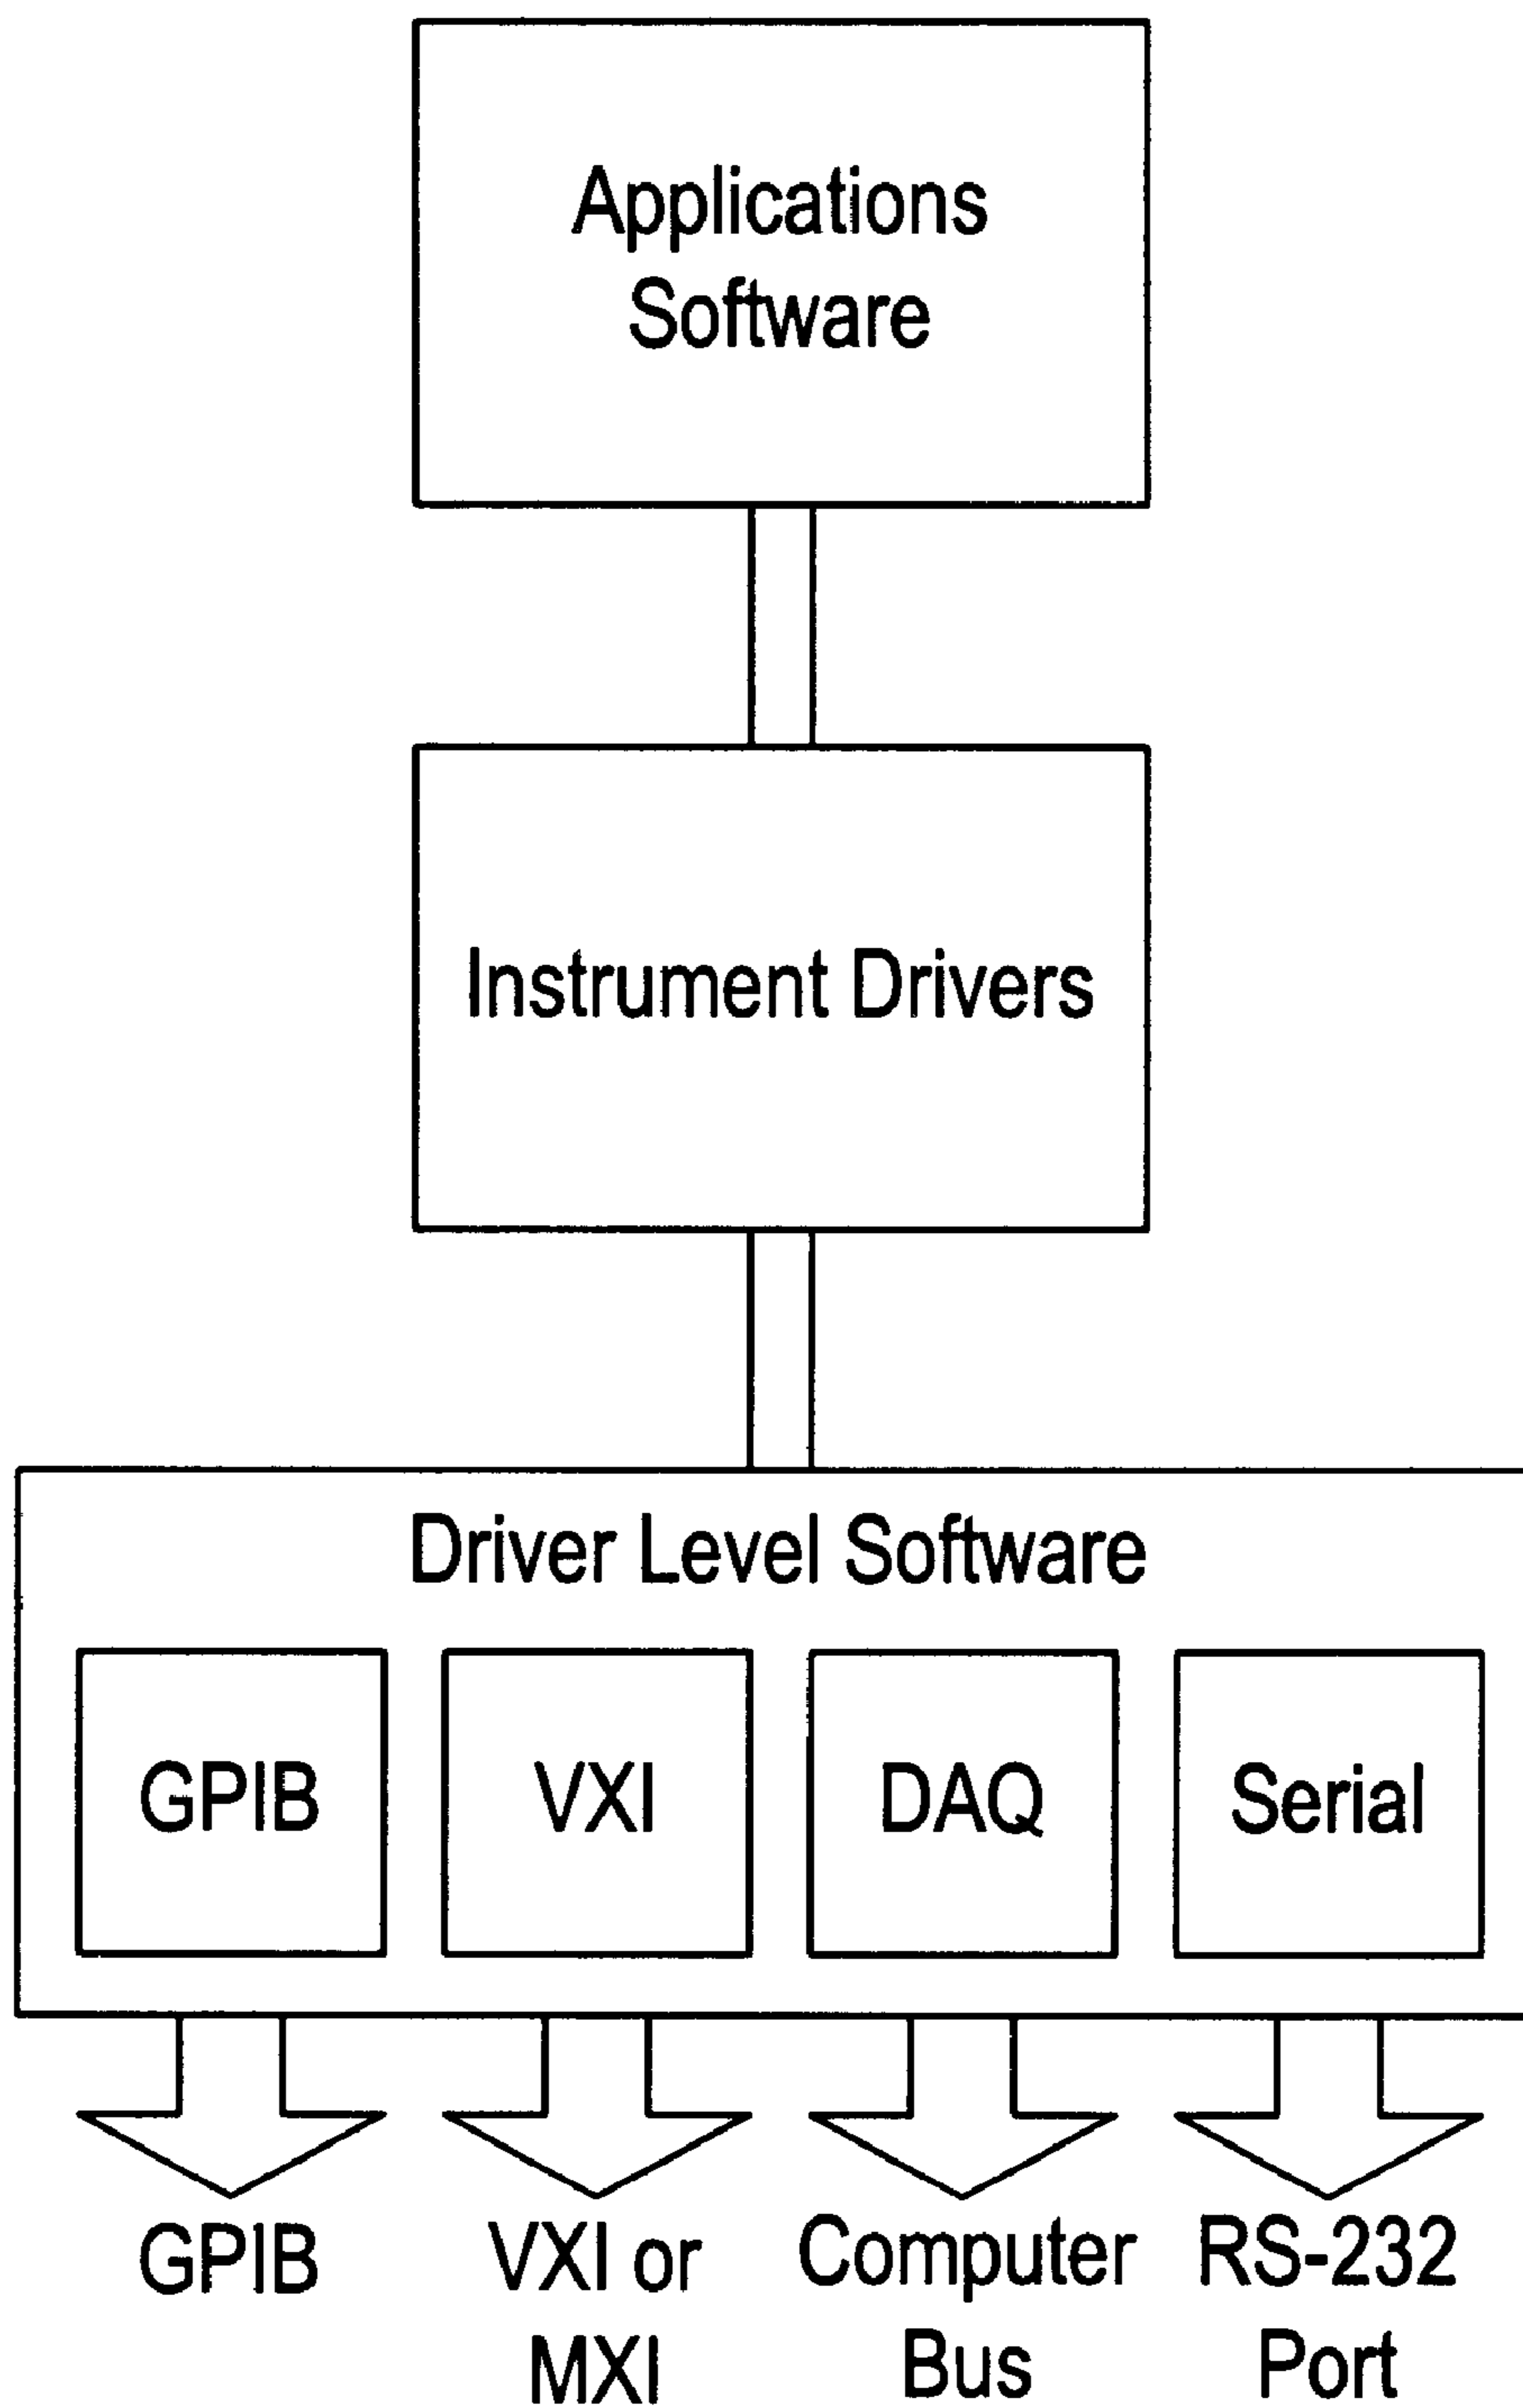 Applications
Software
Instrument Drivers
Driver Level Software
GPIB
VXI
DAQ
Serial
GPIB
VXI or
MXI
Computer
Bus
RS-232
Port